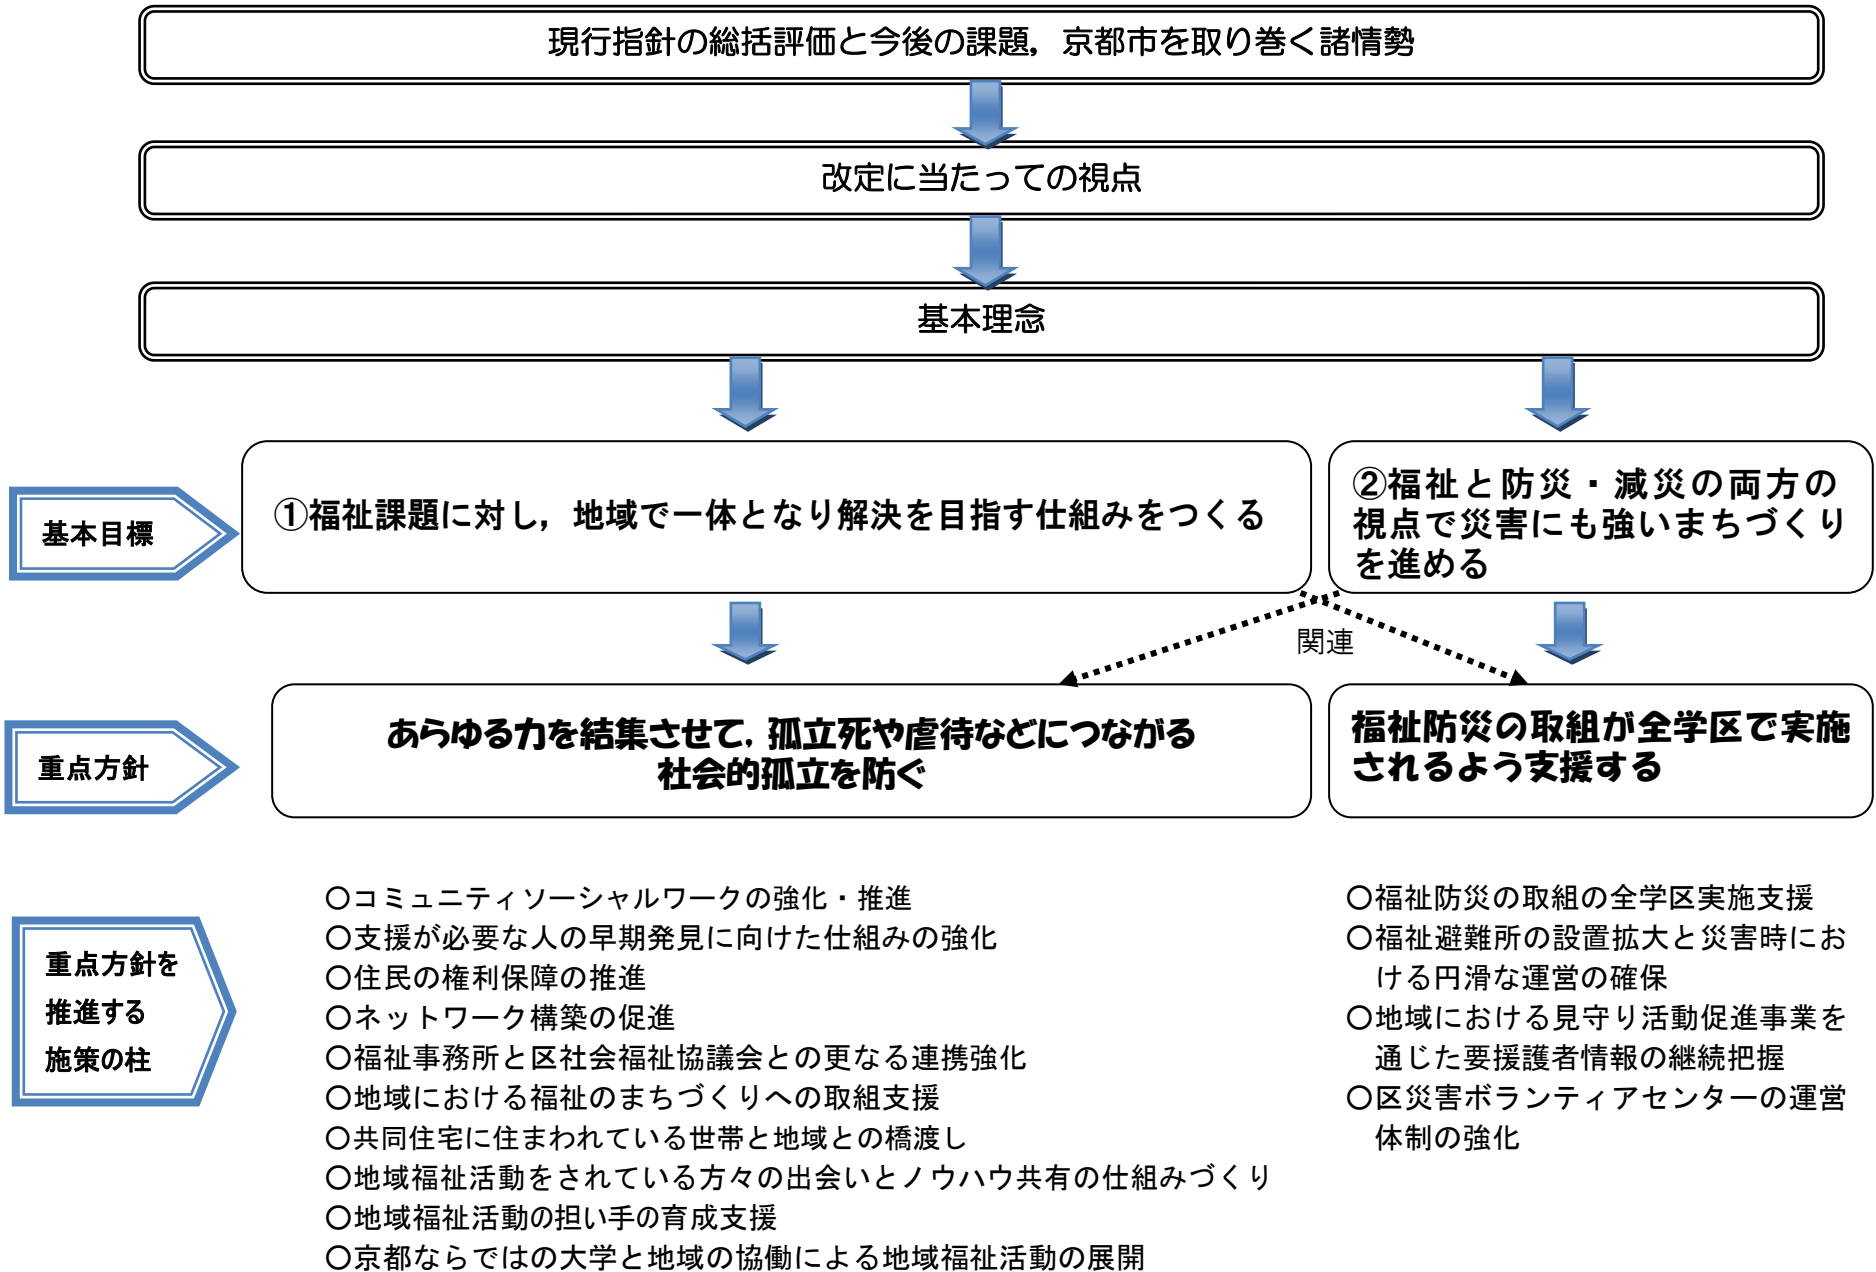 現行指針の総括評価と今後の課題，京都市を取り巻く諸情勢
改定に当たっての視点
基本理念
基本目標
①福祉課題に対し，地域で一体となり解決を目指す仕組みをつくる
②福祉と防災・減災の両方の
視点で災害にも強いまちづくり
を進める
関連
重点方針
あらゆる力を結集させて，孤立死や虐待などにつながる
社会的孤立を防ぐ
福祉防災の取組が全学区で実施
されるよう支援する
重点方針を
推進する
施策の柱
○コミュニティソーシャルワークの強化・推進
○支援が必要な人の早期発見に向けた仕組みの強化
○住民の権利保障の推進
○ネットワーク構築の促進
○福祉事務所と区社会福祉協議会との更なる連携強化
○地域における福祉のまちづくりへの取組支援
○共同住宅に住まわれている世帯と地域との橋渡し
○地域福祉活動をされている方々の出会いとノウハウ共有の仕組みづくり
○地域福祉活動の担い手の育成支援
○京都ならではの大学と地域の協働による地域福祉活動の展開
○福祉防災の取組の全学区実施支援
○福祉避難所の設置拡大と災害時にお
ける円滑な運営の確保
○地域における見守り活動促進事業を
通じた要援護者情報の継続把握
○区災害ボランティアセンターの運営
体制の強化